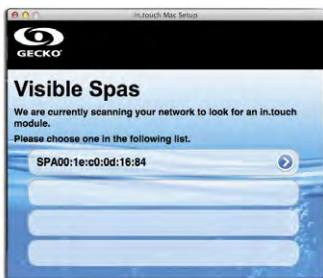 in.touch Mac Setup
GECKO
Visible Spas
We are currently scanning your network to look for an in.touch
module.
Please choose one in the following list.
SPA00:1e:c0:0d:16:84